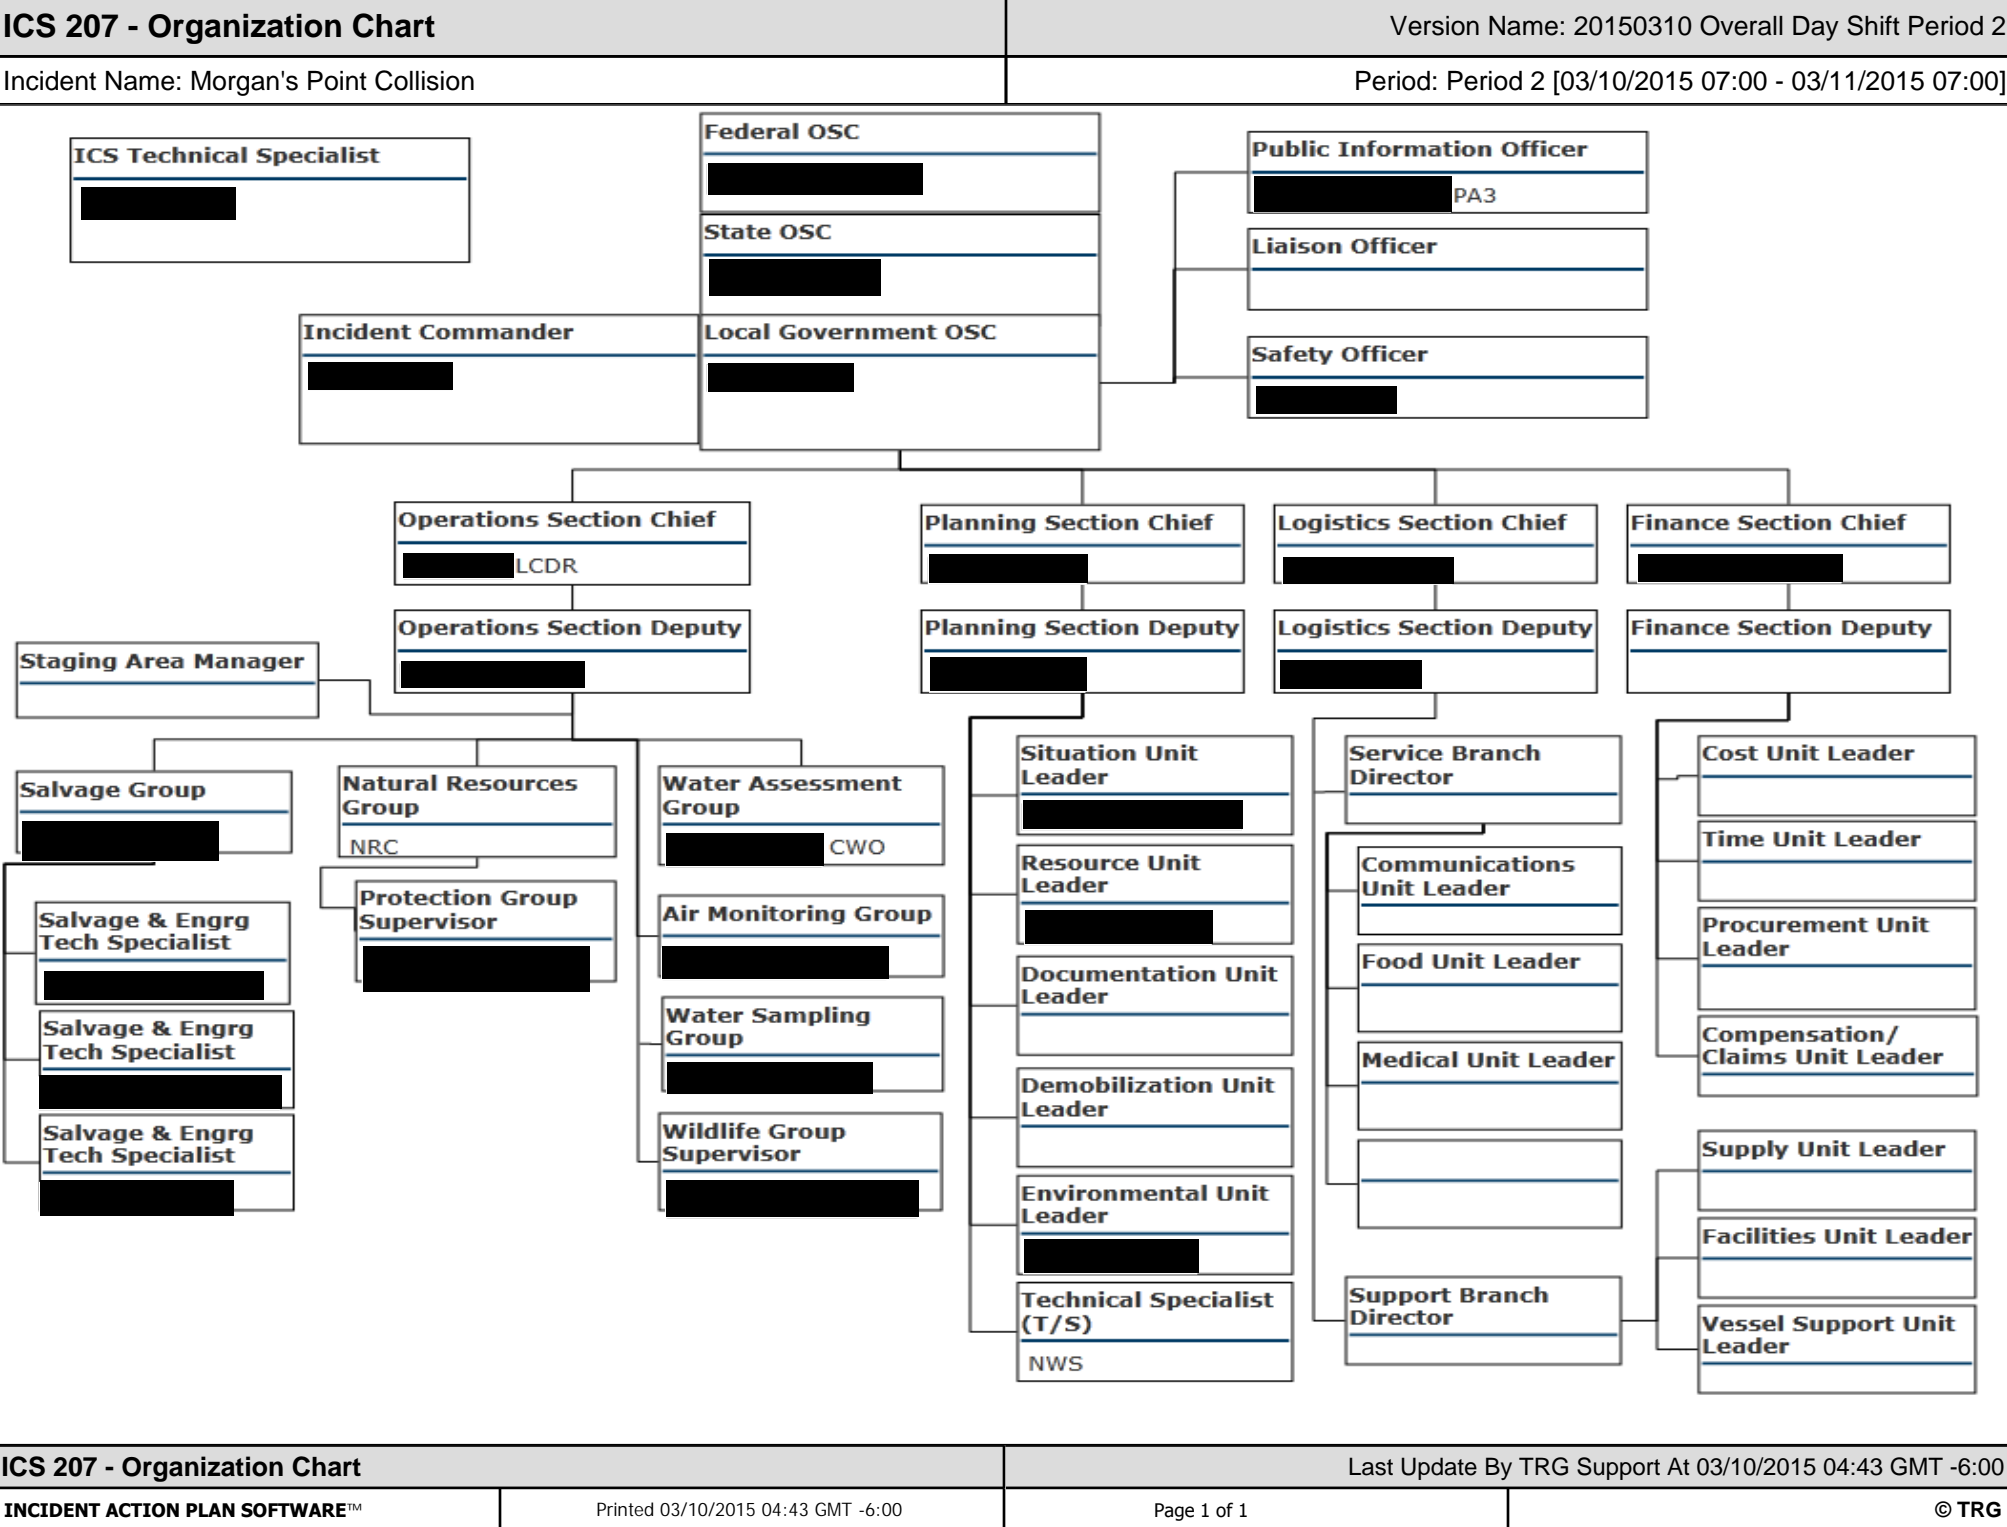 ICS 207 - Organization Chart
Version Name: 20150310 Overall Day Shift Period 2
Incident Name: Morgan's Point Collision
Period: Period 2 [03/10/2015 07:00 - 03/11/2015 07:00]
ICS Technical Specialist
Federal OSC
State OSC
Incident Commander
Local Government OSC
Public Information Officer
PA3
Liaison Officer
Safety Officer
Operations Section Chief
LCDR
Planning Section Chief
Logistics Section Chief
Finance Section Chief
Operations Section Deputy
Planning Section Deputy
Logistics Section Deputy
Finance Section Deputy
Staging Area Manager
Salvage Group
Salvage & Engrg
Tech Specialist
Salvage & Engrg
Tech Specialist
Salvage & Engrg
Tech Specialist
Natural Resources
Group
NRC
Protection Group
Supervisor
Water Assessment
Group
CWO
Air Monitoring Group
Water Sampling
Group
Wildlife Group
Supervisor
Situation Unit
Leader
Resource Unit
Leader
Documentation Unit
Leader
Demobilization Unit
Leader
Environmental Unit
Leader
Technical Specialist
(T/S)
NWS
Service Branch
Director
Communications
Unit Leader
Food Unit Leader
Medical Unit Leader
Support Branch
Director
Cost Unit Leader
Time Unit Leader
Procurement Unit
Leader
Compensation/
Claims Unit Leader
Supply Unit Leader
Facilities Unit Leader
Vessel Support Unit
Leader
ICS 207 - Organization Chart
Last Update By TRG Support At 03/10/2015 04:43 GMT -6:00
INCIDENT ACTION PLAN SOFTWARE™
Printed 03/10/2015 04:43 GMT -6:00
Page 1 of 1
© TRG